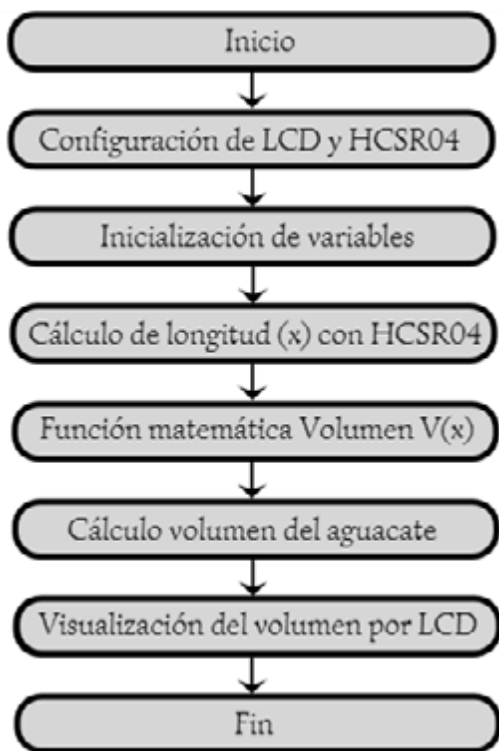 Inicio
Configuración de LCD y HCSR04
Inicialización de variables
Cálculo de longitud (x) con HCSR04
Función matemática Volumen V(x)
Cálculo volumen del aguacate
Visualización del volumen por LCD
Fin